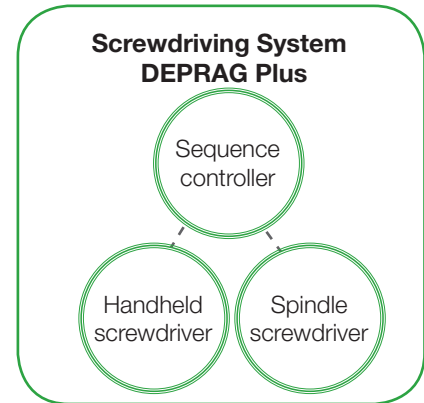 Screwdriving System
DEPRAG Plus
Sequence
controller
Handheld
screwdriver
Spindle
screwdriver